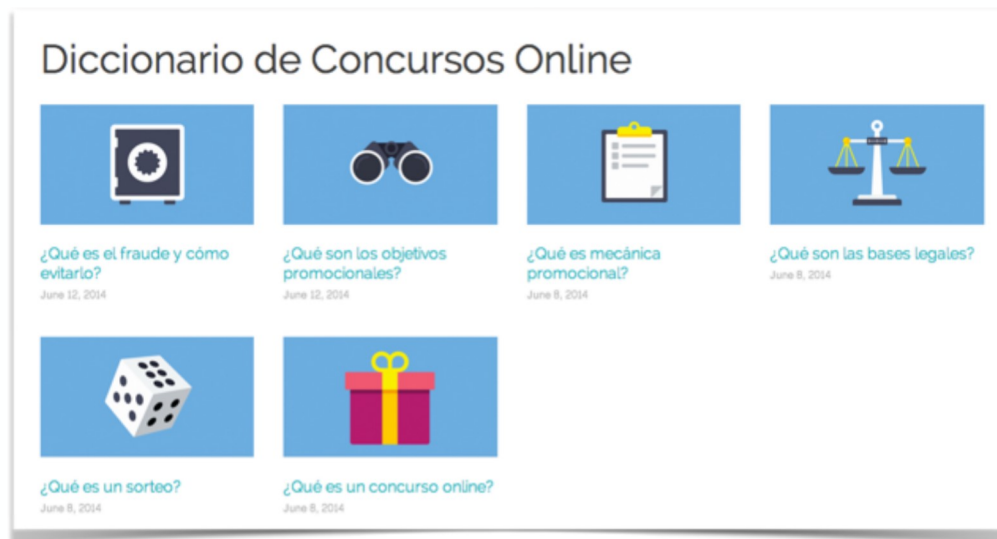 Diccionario de Concursos Online
¿Qué es el fraude y cómo
evitarlo?
June 12, 2014
¿Qué son los objetivos
promocionales?
June 12, 2014
¿Qué es mecánica
promocional?
June 8, 2014
¿Qué son las bases legales?
June 8, 2014
¿Qué es un sorteo?
June 8, 2014
¿Qué es un concurso online?
June 8, 2014